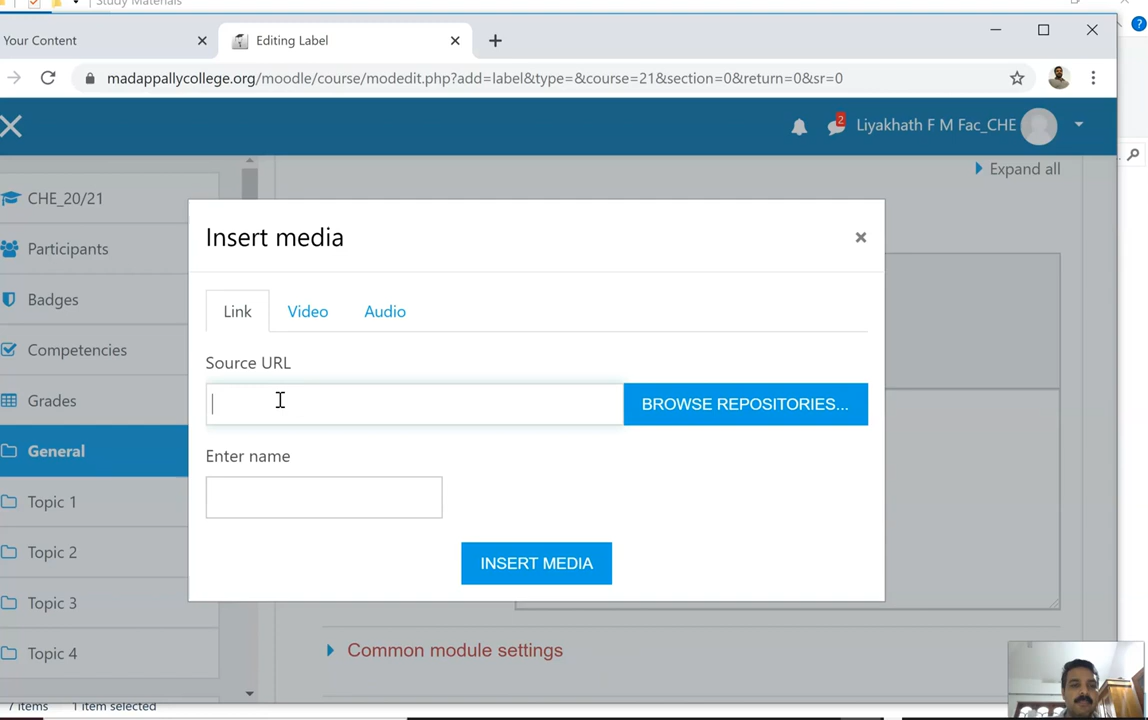 Study Materials
Your Content
Editing Label
madappallycollege.org/moodle/course/modedit.php?add=label&type=&course=21&section=0&return=0&sr=0
2
Liyakhath F M Fac_CHE
Expand all
CHE_20/21
Participants
Badges
Competencies
Grades
General
Topic 1
Topic 2
Topic 3
Topic 4
Insert media
Link Video Audio
Source URL
BROWSE REPOSITORIES...
Enter name
INSERT MEDIA
Common module settings
7 items 1 item selected